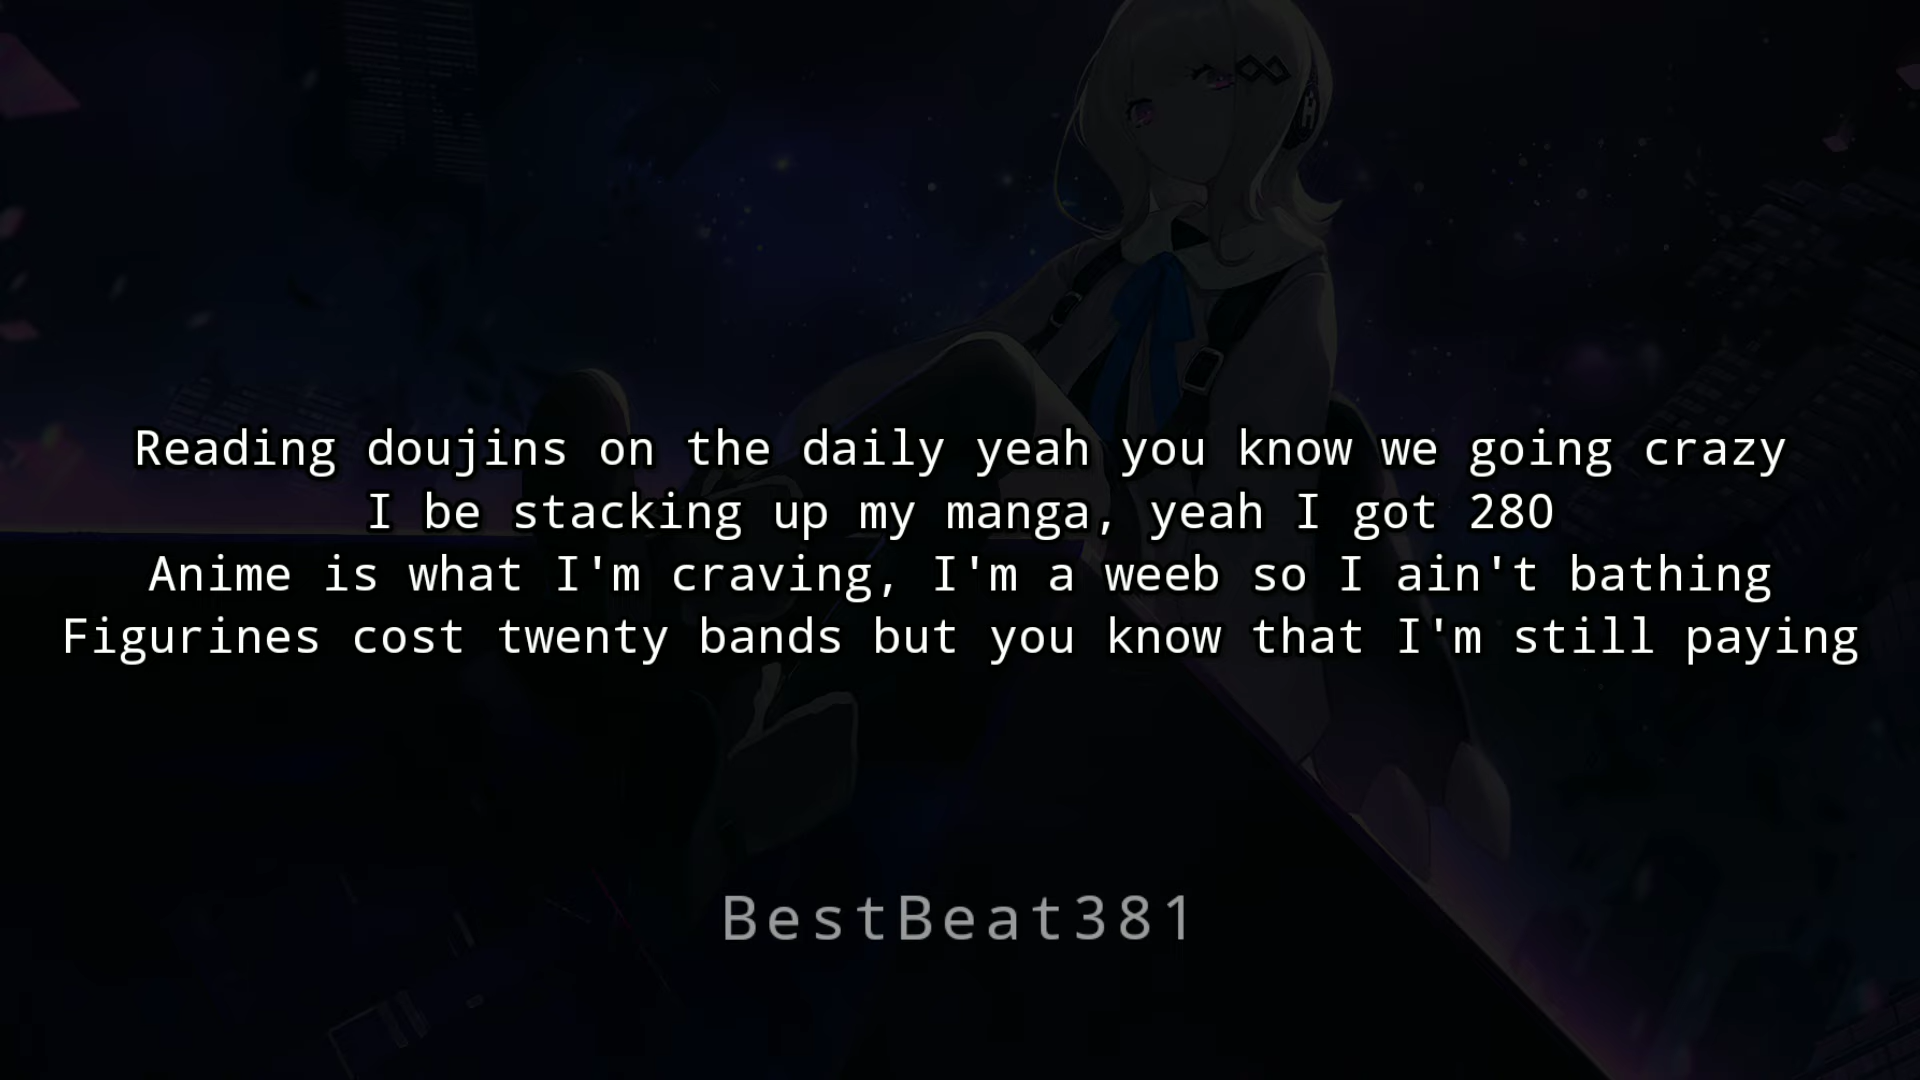 Reading doujins on the daily yeah you know we going crazy
I be stacking up my manga, yeah I got 280
Anime is what I'm craving, I'm a weeb so I ain't bathing
Figurines cost twenty bands but you know that I'm still paying
BestBeat381